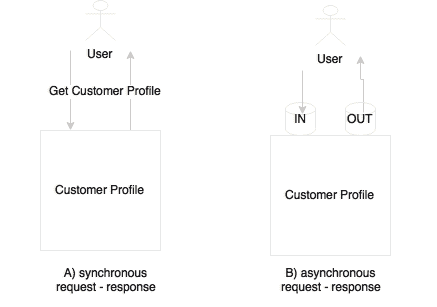 User
Get Customer Profile
Customer Profile
A) synchronous
request - response
User
IN
OUT
Customer Profile
B) asynchronous
request - response